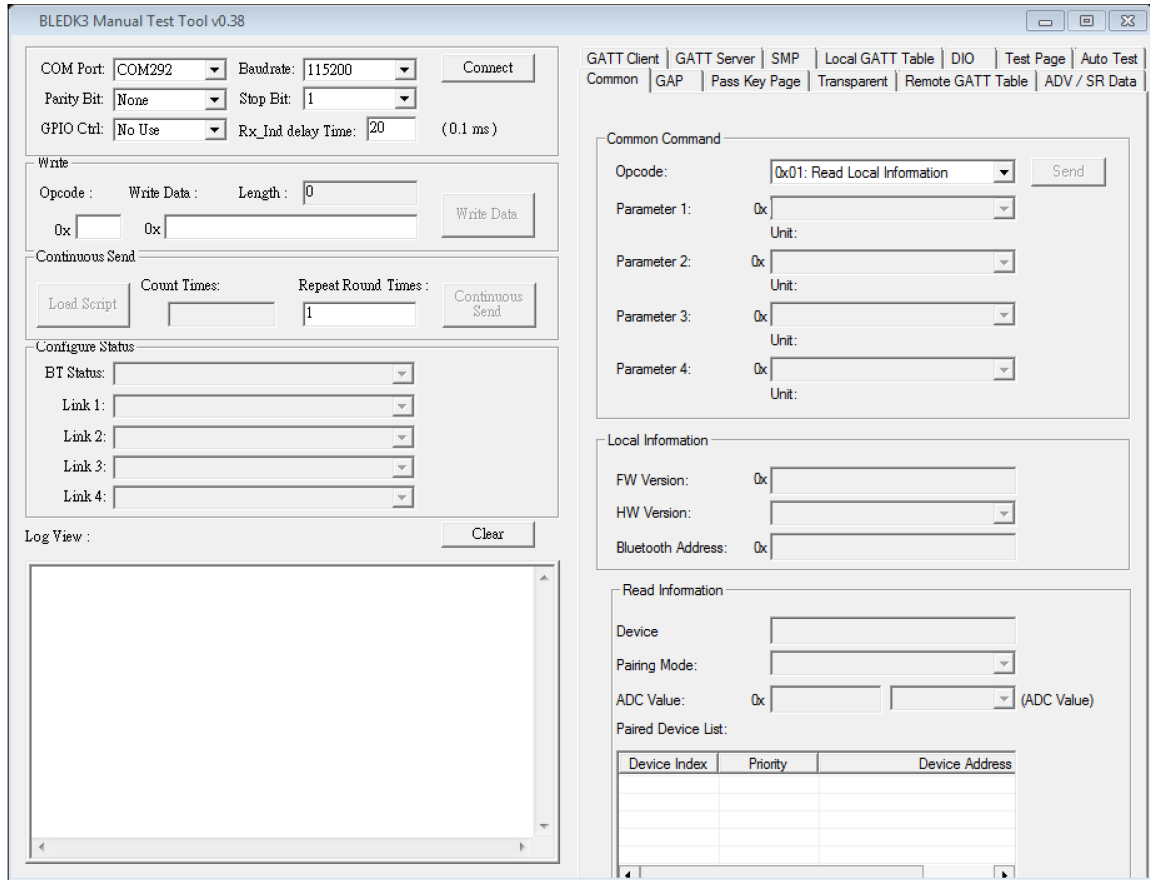 BLEDK3 Manual Test Tool v0.38
COM Port: COM292 Baudrate: 115200 Connect
Parity Bit: None Stop Bit: 1
GPIO Ctrl: No Use Rx_Ind delay Time: 20 ( 0.1 ms )
Write
Opcode : Write Data : Length : 0
0x 0x Write Data
Continuous Send
Load Script Count Times: Repeat Round Times : 1 Continuous Send
Configure Status
BT Status:
Link 1:
Link 2:
Link 3:
Link 4:
Log View : Clear
GATT Client GATT Server SMP Local GATT Table DIO Test Page Auto Test
Common GAP Pass Key Page Transparent Remote GATT Table ADV / SR Data
Common Command
Opcode: 0x01: Read Local Information Send
Parameter 1: 0x
Unit:
Parameter 2: 0x
Unit:
Parameter 3: 0x
Unit:
Parameter 4: 0x
Unit:
Local Information
FW Version: 0x
HW Version:
Bluetooth Address: 0x
Read Information
Device
Pairing Mode:
ADC Value: 0x (ADC Value)
Paired Device List:
Device Index Priority Device Address